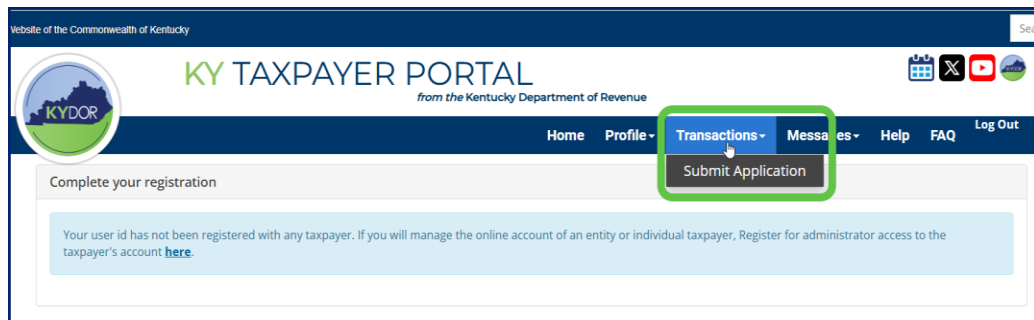 Website of the Commonwealth of Kentucky
Sea
KY TAXPAYER PORTAL
from the Kentucky Department of Revenue
KYDOR
Home Profile Transactions Messages Help FAQ Log Out
Submit Application
Complete your registration
Your user id has not been registered with any taxpayer. If you will manage the online account of an entity or individual taxpayer, Register for administrator access to the
taxpayer's account here.